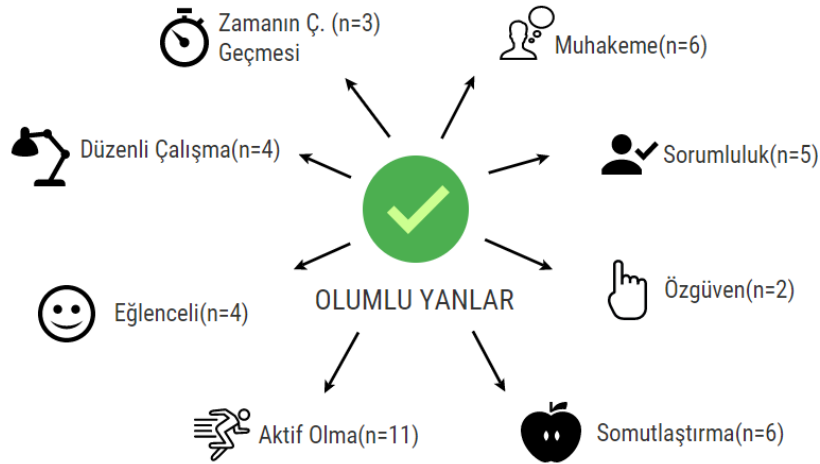 Zamanın Ç. (n=3)
Geçmesi
Muhakeme(n=6)
Düzenli Çalışma(n=4)
Sorumluluk(n=5)
Eğlenceli(n=4)
OLUMLU YANLAR
Özgüven(n=2)
Aktif Olma(n=11)
Somutlaştırma(n=6)